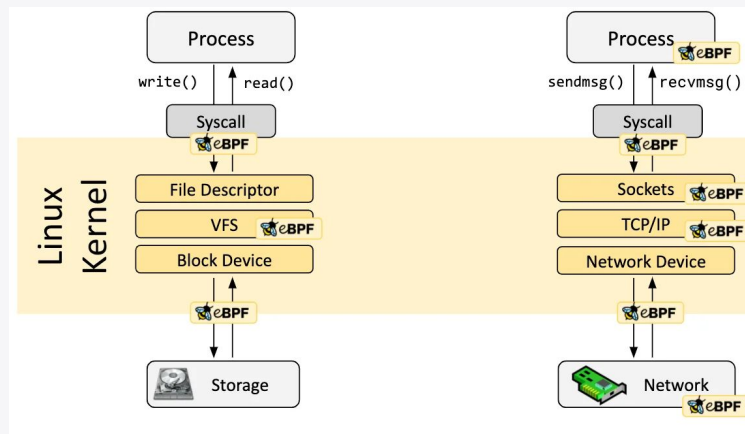 Process
write()
read()
Syscall
eBPF
File Descriptor
VFS
eBPF
Block Device
eBPF
Storage
Linux
Kernel
Process
eBPF
sendmsg()
recvmsg()
Syscall
eBPF
Sockets
eBPF
TCP/IP
eBPF
Network Device
eBPF
Network
eBPF